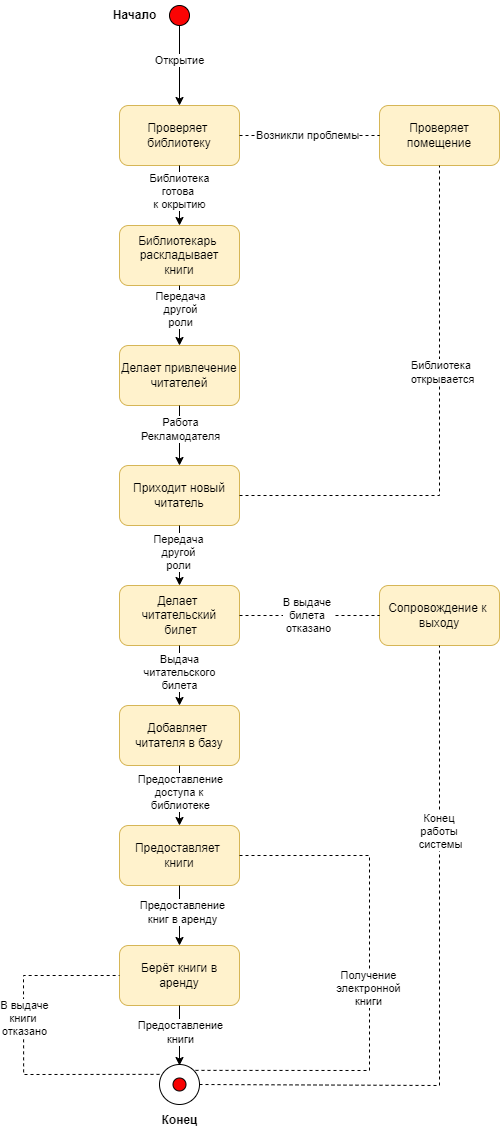 Начало
Открытие
Проверяет
библиотеку
Возникли проблемы
Проверяет
помещение
Библиотека
готова
к окрытию
Библиотекарь
раскладывает
книги
Передача
другой
роли
Библиотека
открывается
Делает привлечение
читателей
Работа
Рекламодателя
Приходит новый
читатель
Передача
другой
роли
Делает
читательский
билет
В выдаче
билета
отказано
Сопровождение к
выходу
Выдача
читательского
билета
Добавляет
читателя в базу
Предоставление
доступа к
библиотеке
Конец
работы
системы
Предоставляет
книги
Предоставление
книг в аренду
Берёт книги в
аренду
Получение
электронной
книги
В выдаче
книги
отказано
Предоставление
книги
Конец